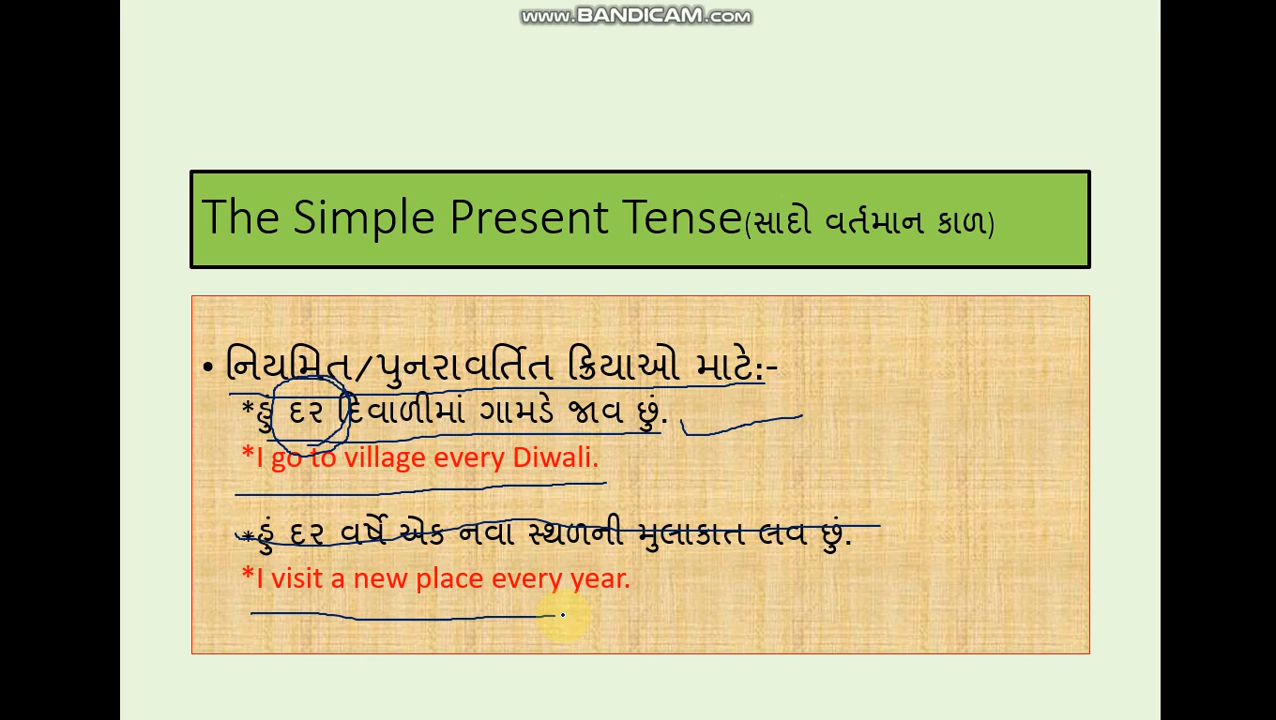 www.BANDICAM.com
The Simple Present Tense(સાદો વર્તમાન કાળ)
• નિયમિત/પુનરાવર્તિત ક્રિયાઓ માટે:-
*હું દર દિવાળીમાં ગામડે જાવ છું.
*I go to village every Diwali.
*હું દર વર્ષે એક નવા સ્થળની મુલાકાત લવ છું.
*I visit a new place every year.